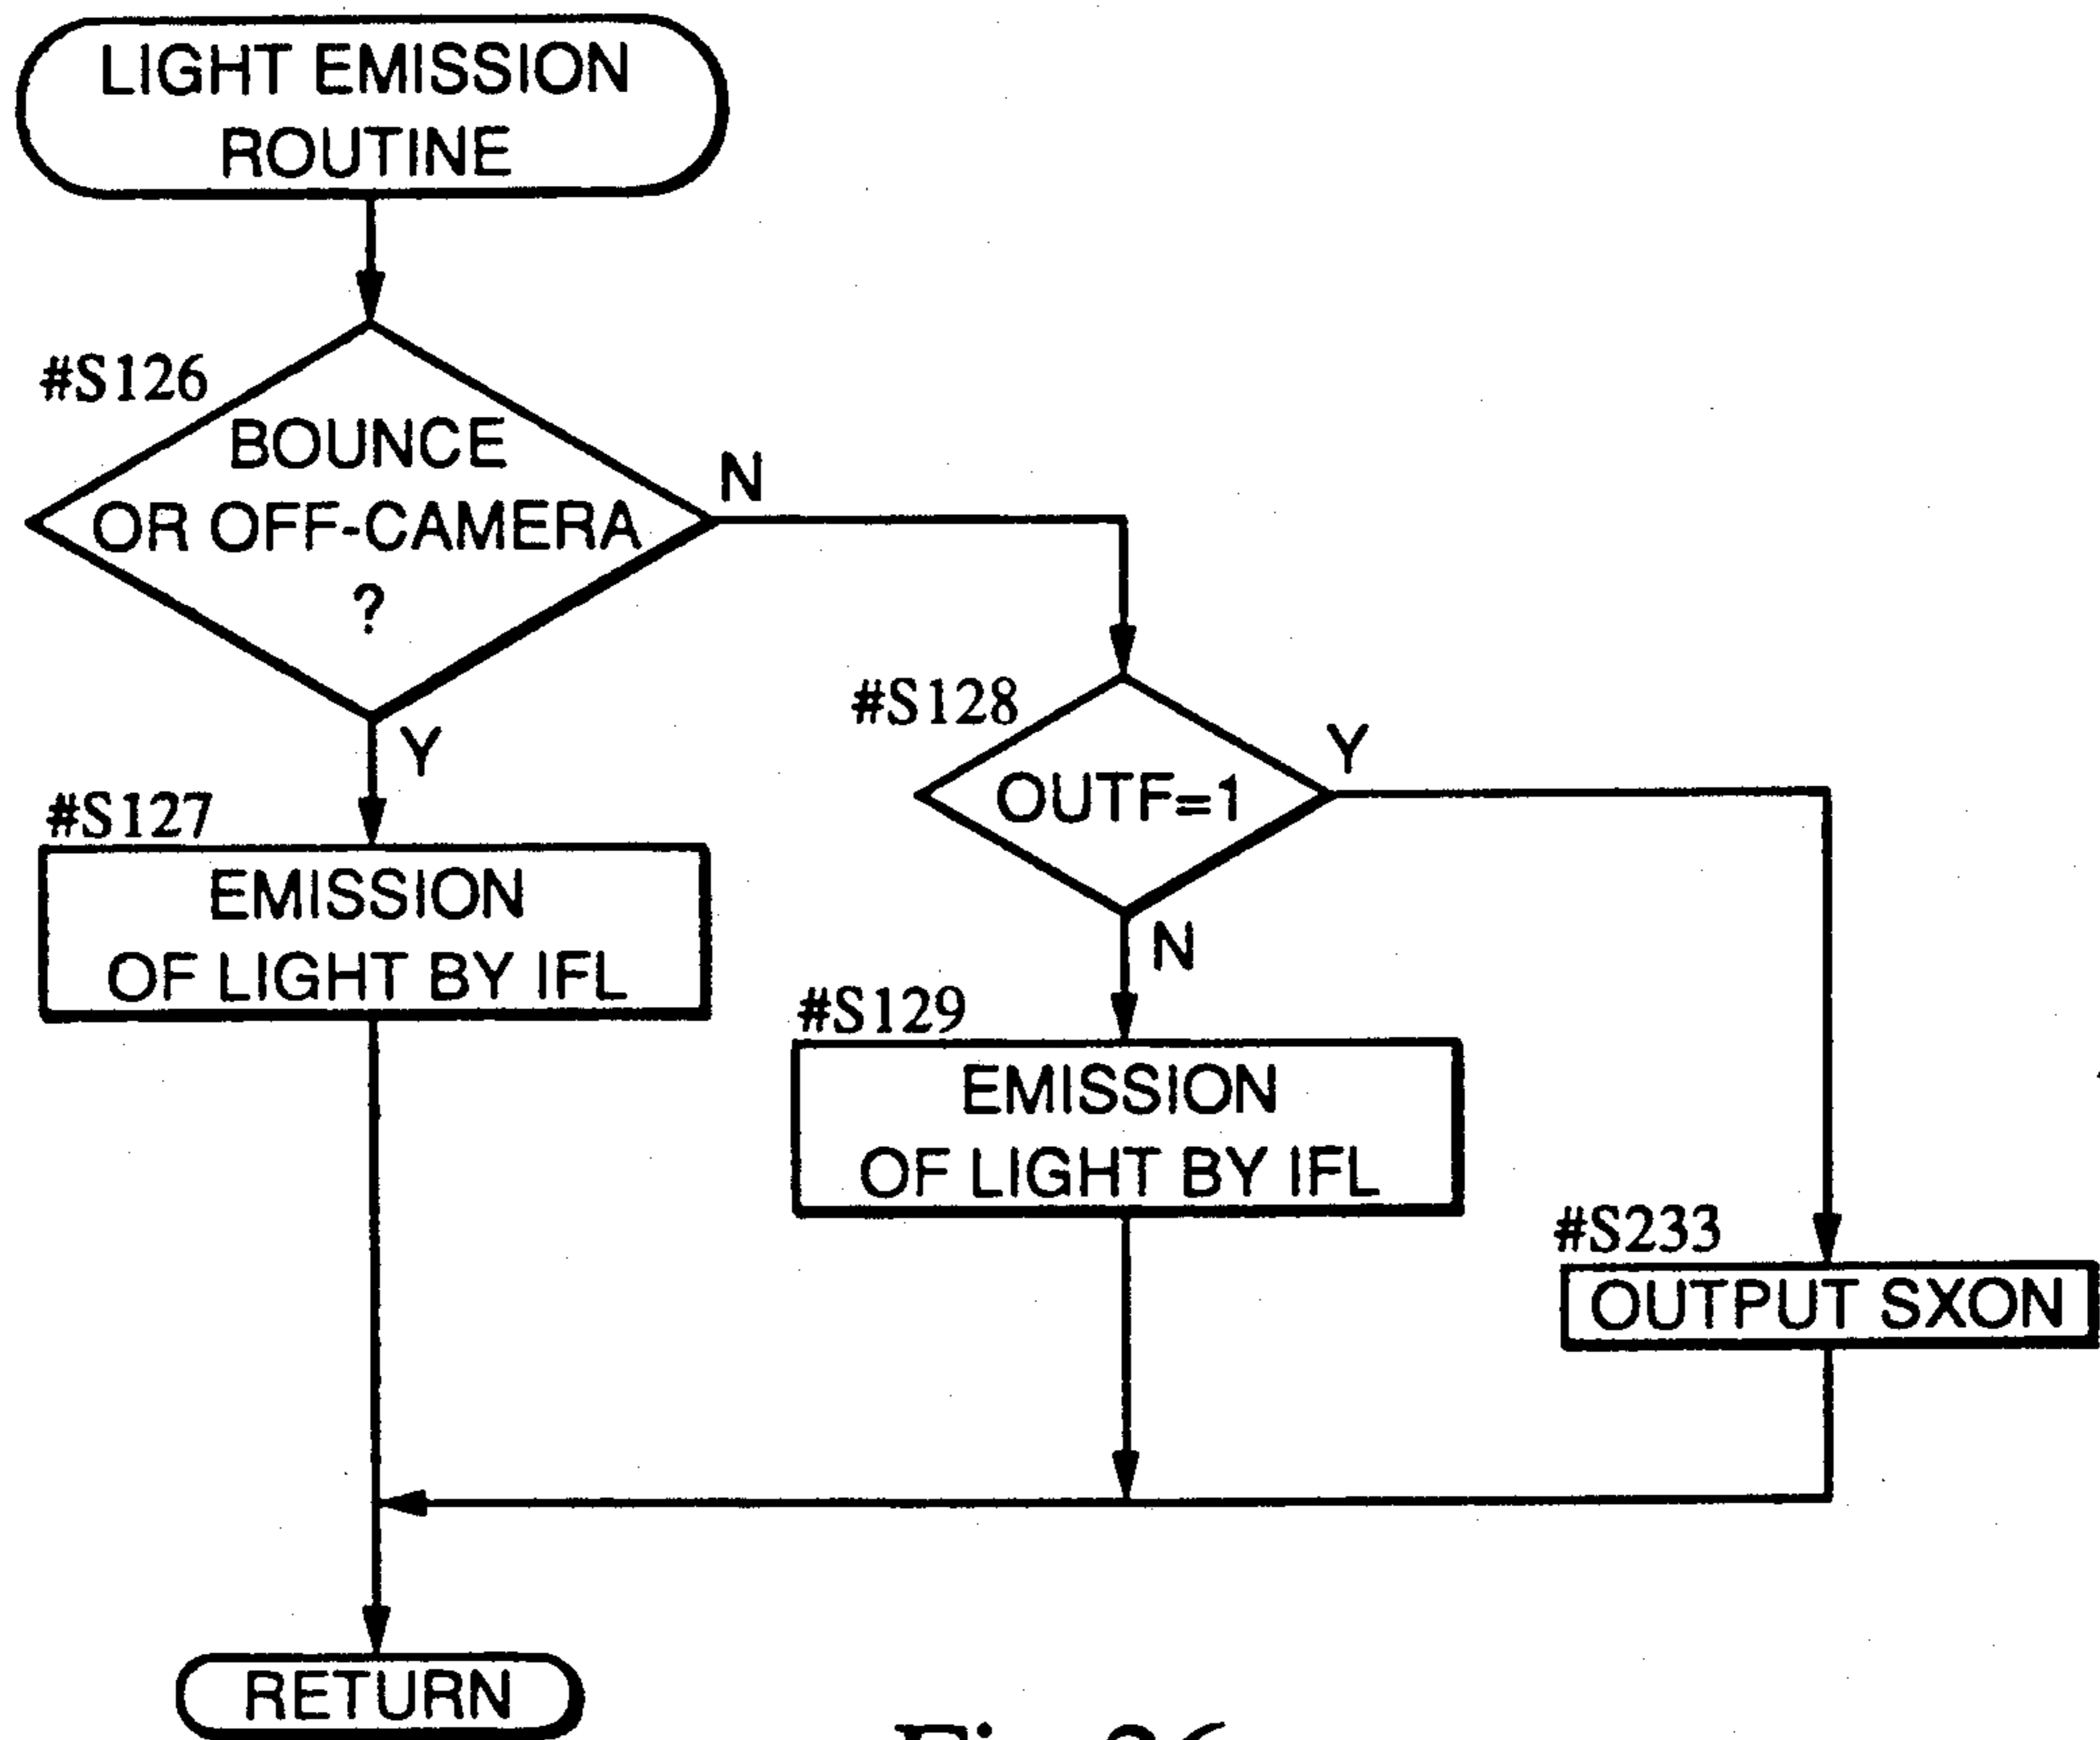 LIGHT EMISSION
ROUTINE
#S126
BOUNCE
OR OFF-CAMERA
?
N
Y
#S127
EMISSION
OF LIGHT BY IFL
#S128
OUTF=1
Y
N
#S129
EMISSION
OF LIGHT BY IFL
#S233
OUTPUT SXON
RETURN